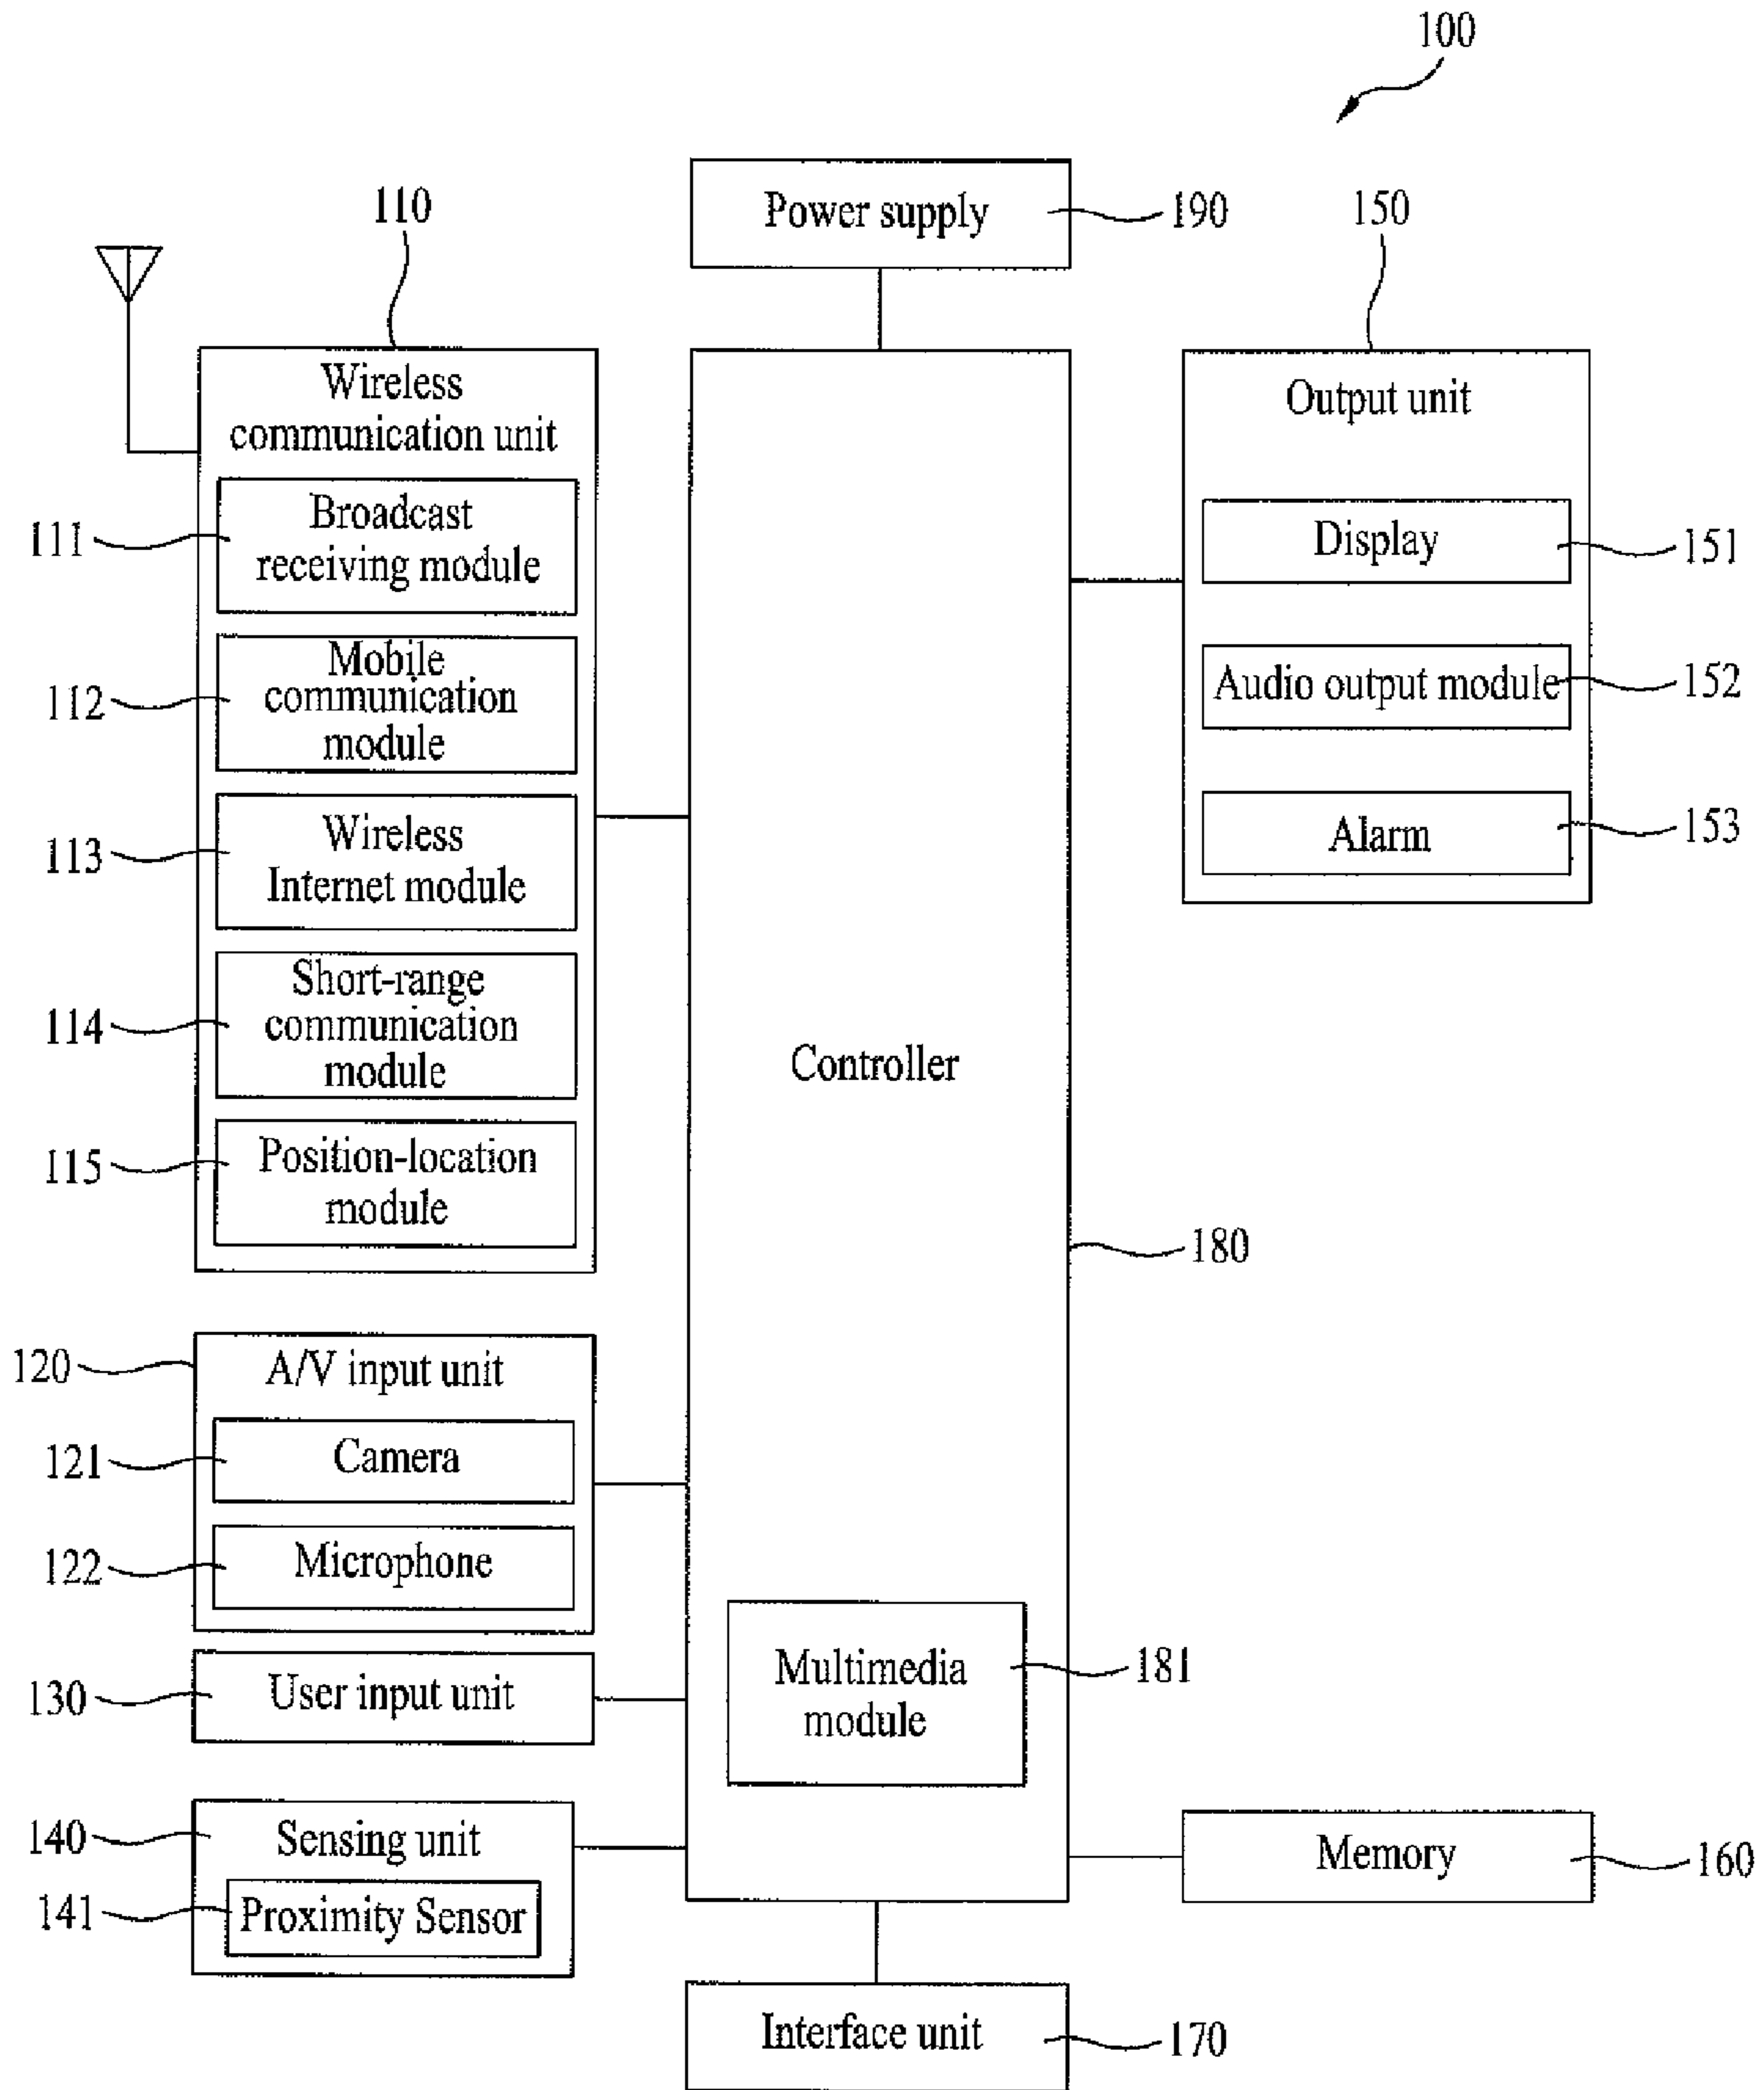 100
110
Power supply
190
150
Wireless
communication unit
Output unit
111
Broadcast
receiving module
Display
151
112
Mobile
communication
module
Audio output module
152
113
Wireless
Internet module
Alarm
153
114
Short-range
communication
module
Controller
115
Position-location
module
180
120
A/V input unit
121
Camera
122
Microphone
Multimedia
module
181
130
User input unit
140
Sensing unit
141
Proximity Sensor
Memory
160
Interface unit
170